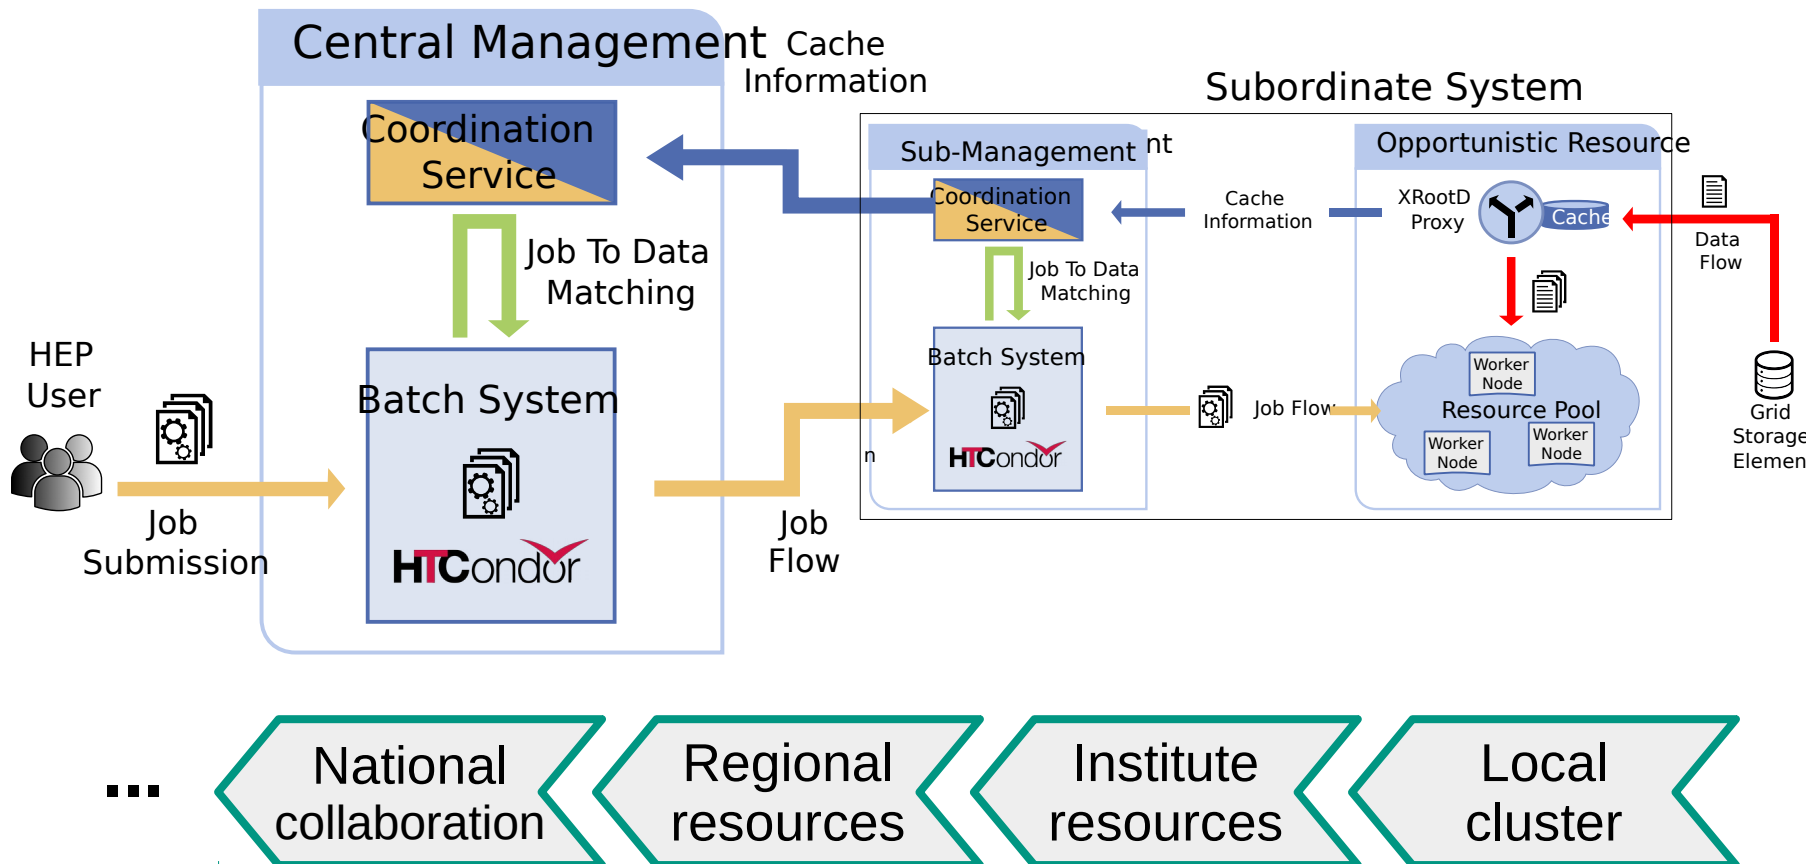 Central Management
Cache
Information
Subordinate System
Coordination
Service
Job To Data
Matching
HEP
User
Batch System
HTCondor
Job
Submission
Job
Flow
Sub-Management
nt
Coordination
Service
Cache
Information
Job To Data
Matching
Batch System
HTCondor
n
Job Flow
Opportunistic Resource
XRootD
Proxy
Cache
Data
Flow
Worker
Node
Resource Pool
Worker
Node
Worker
Node
Grid
Storage
Element
...
National
collaboration
Regional
resources
Institute
resources
Local
cluster